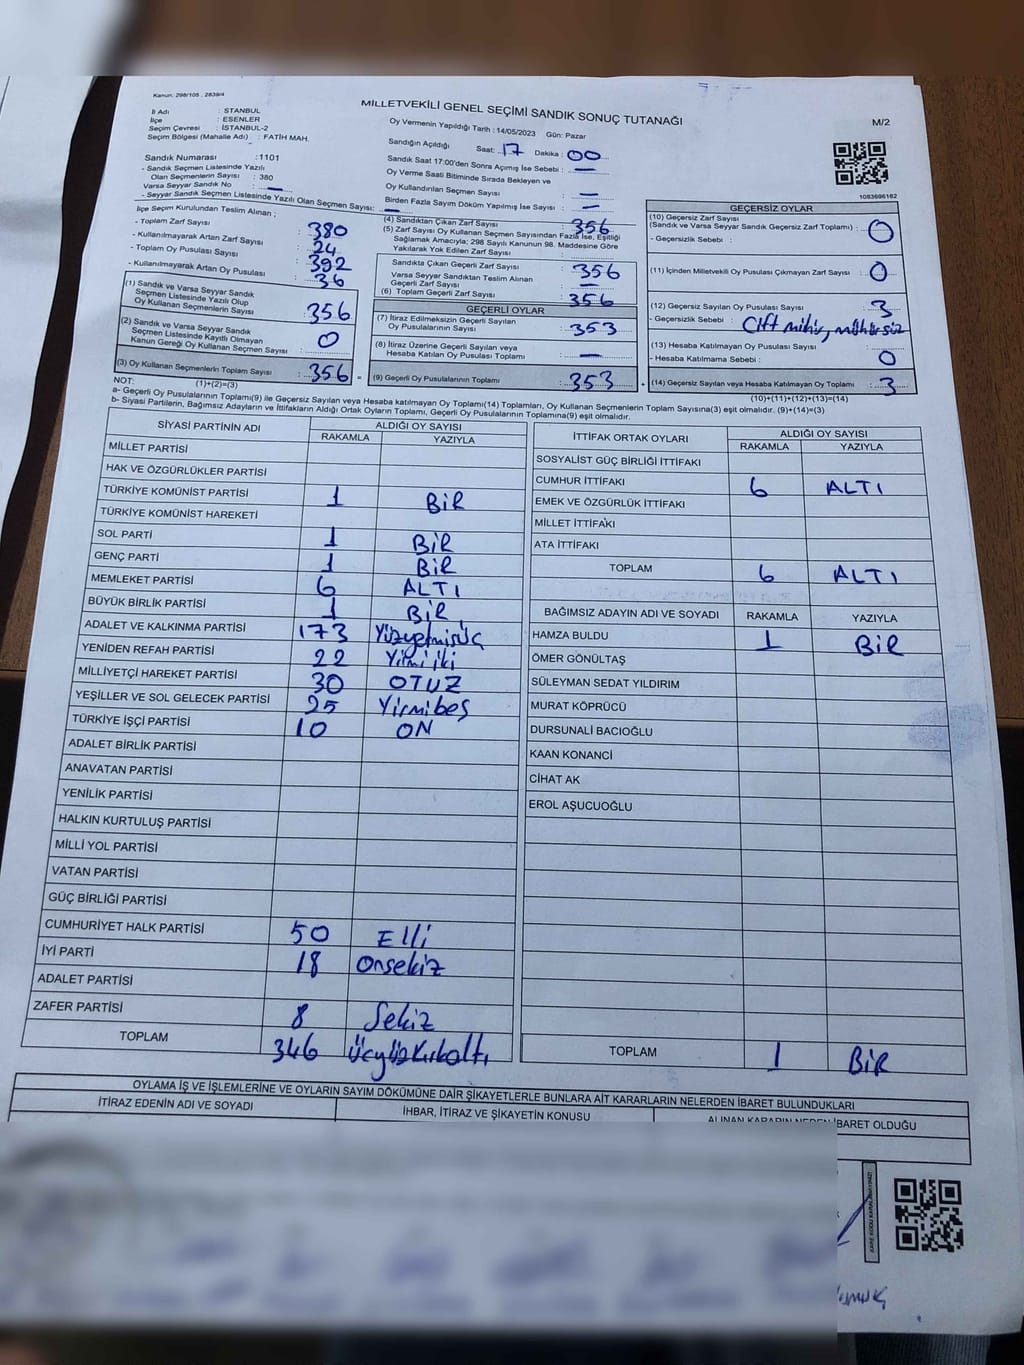 Kanun: 298/105 , 2839/4
MİLLETVEKİLİ GENEL SEÇİMİ SANDIK SONUÇ TUTANAĞI
M/2
İl Adı : STANBUL
İlçe : ESENLER
Seçim Çevresi : İSTANBUL-2
Seçim Bölgesi (Mahalle Adı) : FATİH MAH.
Sandık Numarası :1101
- Sandık Seçmen Listesinde Yazılı
Olan Seçmenlerin Sayısı : 380
Varsa Seyyar Sandık No : —
- Seyyar Sandık Seçmen Listesinde Yazılı Olan Seçmen Sayısı: —
Oy Vermenin Yapıldığı Tarih : 14/05/2023 Gün: Pazar
Sandığın Açıldığı Saat: 17 Dakika : 00
Sandık Saat 17:00'den Sonra Açımış İse Sebebi : —
Oy Verme Saati Bitiminde Sırada Bekleyen ve
Oy Kullandırılan Seçmen Sayısı : —
Birden Fazla Sayım Dököm Yapılmış İse Sayısı : —
1083696162
İlçe Seçim Kurulundan Teslim Alınan ;
- Toplam Zarf Sayısı : 380
- Kullanılmayarak Artan Zarf Sayısı : 24
- Toplam Oy Pusulası Sayısı : 392
- Kullanılmayarak Artan Oy Pusulası : 36
(1) Sandık ve Varsa Seyyar Sandık
Seçmen Listesinde Yazılı Olup
Oy Kullanan Seçmenlerin Sayısı : 356
(2) Sandık ve Varsa Seyyar Sandık
Seçmen Listesinde Kayıtlı Olmayan
Kanun Gereği Oy Kullanan Seçmen Sayısı : 0
(3) Oy Kullanan Seçmenlerin Toplam Sayısı : 356
(1)+(2)=(3)
(4) Sandıktan Çıkan Zarf Sayısı : 356
(5) Zarf Sayısı Oy Kullanan Seçmen Sayısından Fazla İse, Eşitliği
Sağlamak Amacıyla; 298 Sayılı Kanunun 98. Maddesine Göre
Yakılarak Yok Edilen Zarf Sayısı :
Sandıkta Çıkan Geçerli Zarf Sayısı : 356
Varsa Seyyar Sandıktan Teslim Alınan
Geçerli Zarf Sayısı : —
(6) Toplam Geçerli Zarf Sayısı : 356
GEÇERLİ OYLAR
(7) İtiraz Edilmeksizin Geçerli Sayılan
Oy Pusulalarının Sayısı : 353
(8) İtiraz Üzerine Geçerli Sayılan veya
Hesaba Katılan Oy Pusulası Toplamı : —
(9) Geçerli Oy Pusulalarının Toplamı : 353
GEÇERSİZ OYLAR
(10) Geçersiz Zarf Sayısı
(Sandık ve Varsa Seyyar Sandık Geçersiz Zarf Toplamı) : 0
- Geçersizlik Sebebi :
(11) İçinden Milletvekili Oy Pusulası Çıkmayan Zarf Sayısı : 0
(12) Geçersiz Sayılan Oy Pusulası Sayısı : 3
- Geçersizlik Sebebi : Çift mühür, mühürsüz
(13) Hesaba Katılmayan Oy Pusulası Sayısı
- Hesaba Katılmama Sebebi : 0
(14) Geçersiz Sayılan veya Hesaba Katılmayan Oy Toplamı : 3
(10)+(11)+(12)+(13)=(14)
NOT:
a- Geçerli Oy Pusulalarının Toplamı(9) ile Geçersiz Sayılan veya Hesaba Katılmayan Oy Toplamı(14) Toplamları, Oy Kullanan Seçmenlerin Toplam Sayısına(3) eşit olmalıdır. (9)+(14)=(3)
b- Siyasi Partilerin, Bağımsız Adayların ve İttifakların Aldığı Ortak Oyların Toplamı, Geçerli Oy Pusulalarının Toplamına(9) eşit olmalıdır.
SİYASİ PARTİNİN ADI ALDIĞI OY SAYISI
RAKAMLA YAZIYLA
MİLLET PARTİSİ
HAK VE ÖZGÜRLÜKLER PARTİSİ
TÜRKİYE KOMÜNİST PARTİSİ 1 BİR
TÜRKİYE KOMÜNİST HAREKETİ
SOL PARTİ 1 BİR
GENÇ PARTİ 1 BİR
MEMLEKET PARTİSİ 6 ALTI
BÜYÜK BİRLİK PARTİSİ 1 BİR
ADALET VE KALKINMA PARTİSİ 173 Yüzyetmişüç
YENİDEN REFAH PARTİSİ 22 Yirmi iki
MİLLİYETÇİ HAREKET PARTİSİ 30 OTUZ
YEŞİLLER VE SOL GELECEK PARTİSİ 25 Yirmibeş
TÜRKİYE İŞÇİ PARTİSİ 10 ON
ADALET BİRLİK PARTİSİ
ANAVATAN PARTİSİ
YENİLİK PARTİSİ
HALKIN KURTULUŞ PARTİSİ
MİLLİ YOL PARTİSİ
VATAN PARTİSİ
GÜÇ BİRLİĞİ PARTİSİ
CUMHURİYET HALK PARTİSİ 50 Elli
İYİ PARTİ 18 Onsekiz
ADALET PARTİSİ
ZAFER PARTİSİ 8 Sekiz
TOPLAM 346 Üçyüzkırkaltı
İTTİFAK ORTAK OYLARI ALDIĞI OY SAYISI
RAKAMLA YAZIYLA
SOSYALİST GÜÇ BİRLİĞİ İTTİFAKI
CUMHUR İTTİFAKI 6 ALTI
EMEK VE ÖZGÜRLÜK İTTİFAKI
MİLLET İTTİFAKI
ATA İTTİFAKI
TOPLAM 6 ALTI
BAĞIMSIZ ADAYIN ADI VE SOYADI RAKAMLA YAZIYLA
HAMZA BULDU 1 BİR
ÖMER GÖNÜLTAŞ
SÜLEYMAN SEDAT YILDIRIM
MURAT KÖPRÜCÜ
DURSUNALİ BACIOĞLU
KAAN KONANCİ
CİHAT AK
EROL AŞUCUOĞLU
TOPLAM 1 BİR
OYLAMA İŞ VE İŞLEMLERİNE VE OYLARIN SAYIM DÖKÜMÜNE DAİR ŞİKAYETLERLE BUNLARA AİT KARARLARIN NELERDEN İBARET BULUNDUKLARI
İTİRAZ EDENİN ADI VE SOYADI İHBAR, İTİRAZ VE ŞİKAYETİN KONUSU ALINAN KARARIN NEDEN İBARET OLDUĞU